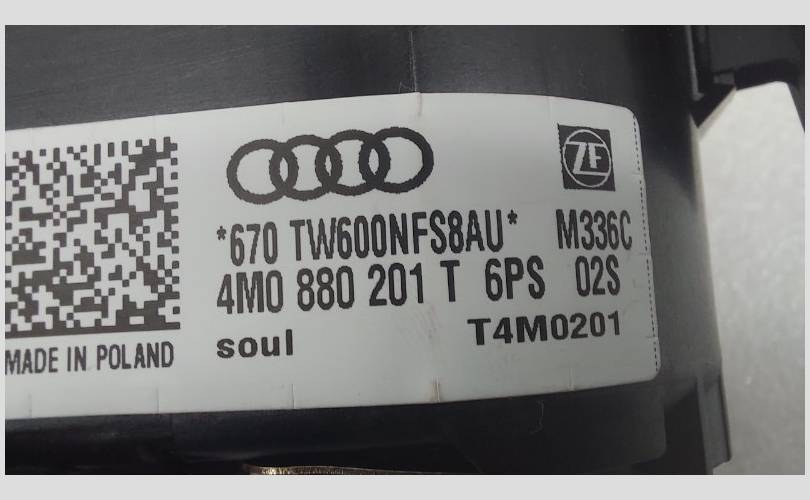 ZF
*670 TW600NFS8AU* M336C
4M0 880 201 T 6PS 02S
soul T4M0201
MADE IN POLAND